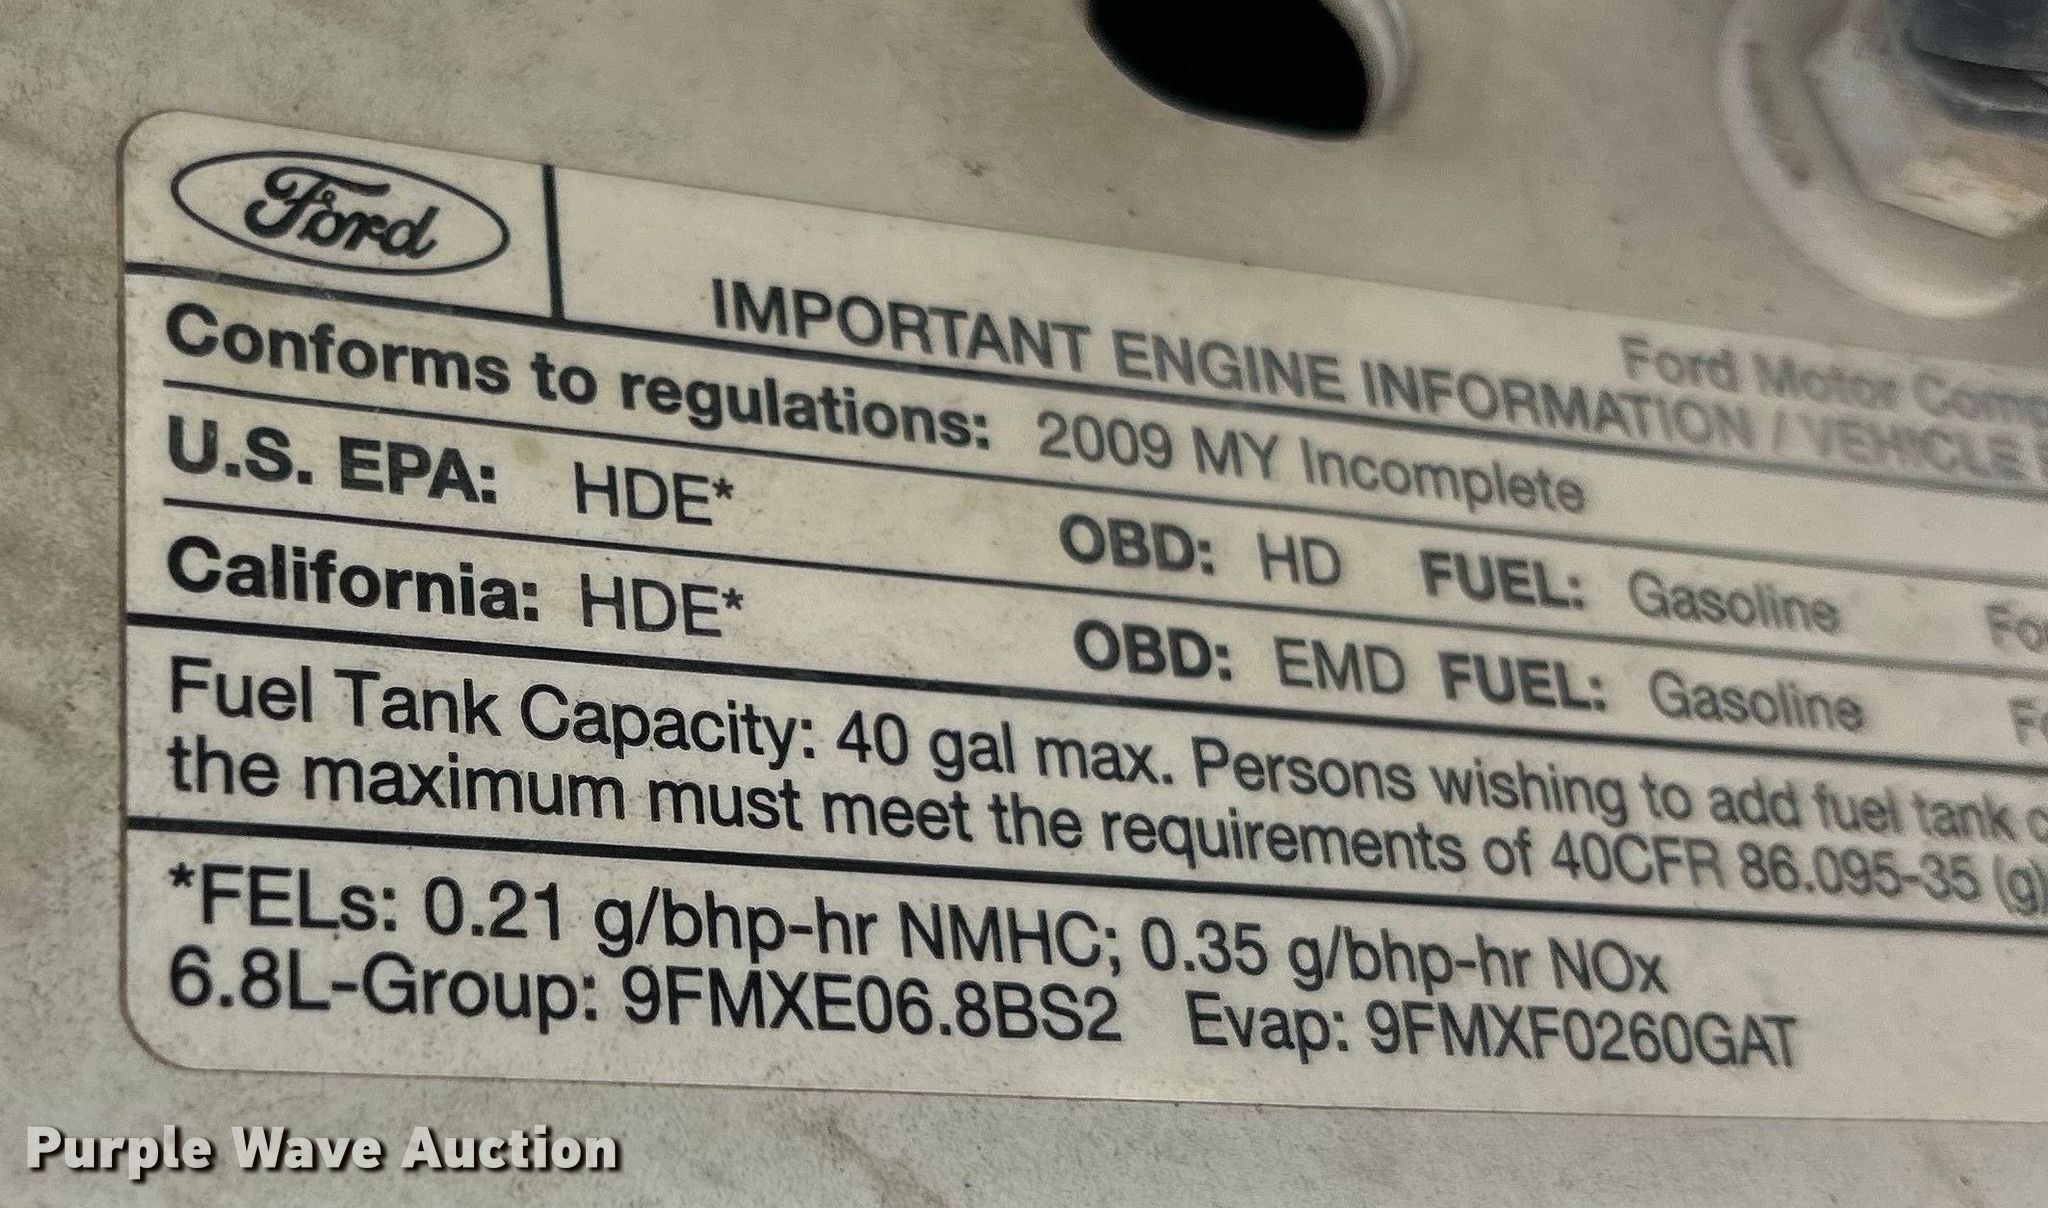 Ford
Ford Motor
IMPORTANT ENGINE INFORMATION / VEHICLE
Conforms to regulations: 2009 MY Incomplete
U.S. EPA: HDE* OBD: HD FUEL: Gasoline
California: HDE* OBD: EMD FUEL: Gasoline
Fuel Tank Capacity: 40 gal max. Persons wishing to add fuel tank
the maximum must meet the requirements of 40CFR 86.095-35 (g)
*FELs: 0.21 g/bhp-hr NMHC; 0.35 g/bhp-hr NOx
6.8L-Group: 9FMXE06.8BS2 Evap: 9FMXF0260GAT
Purple Wave Auction